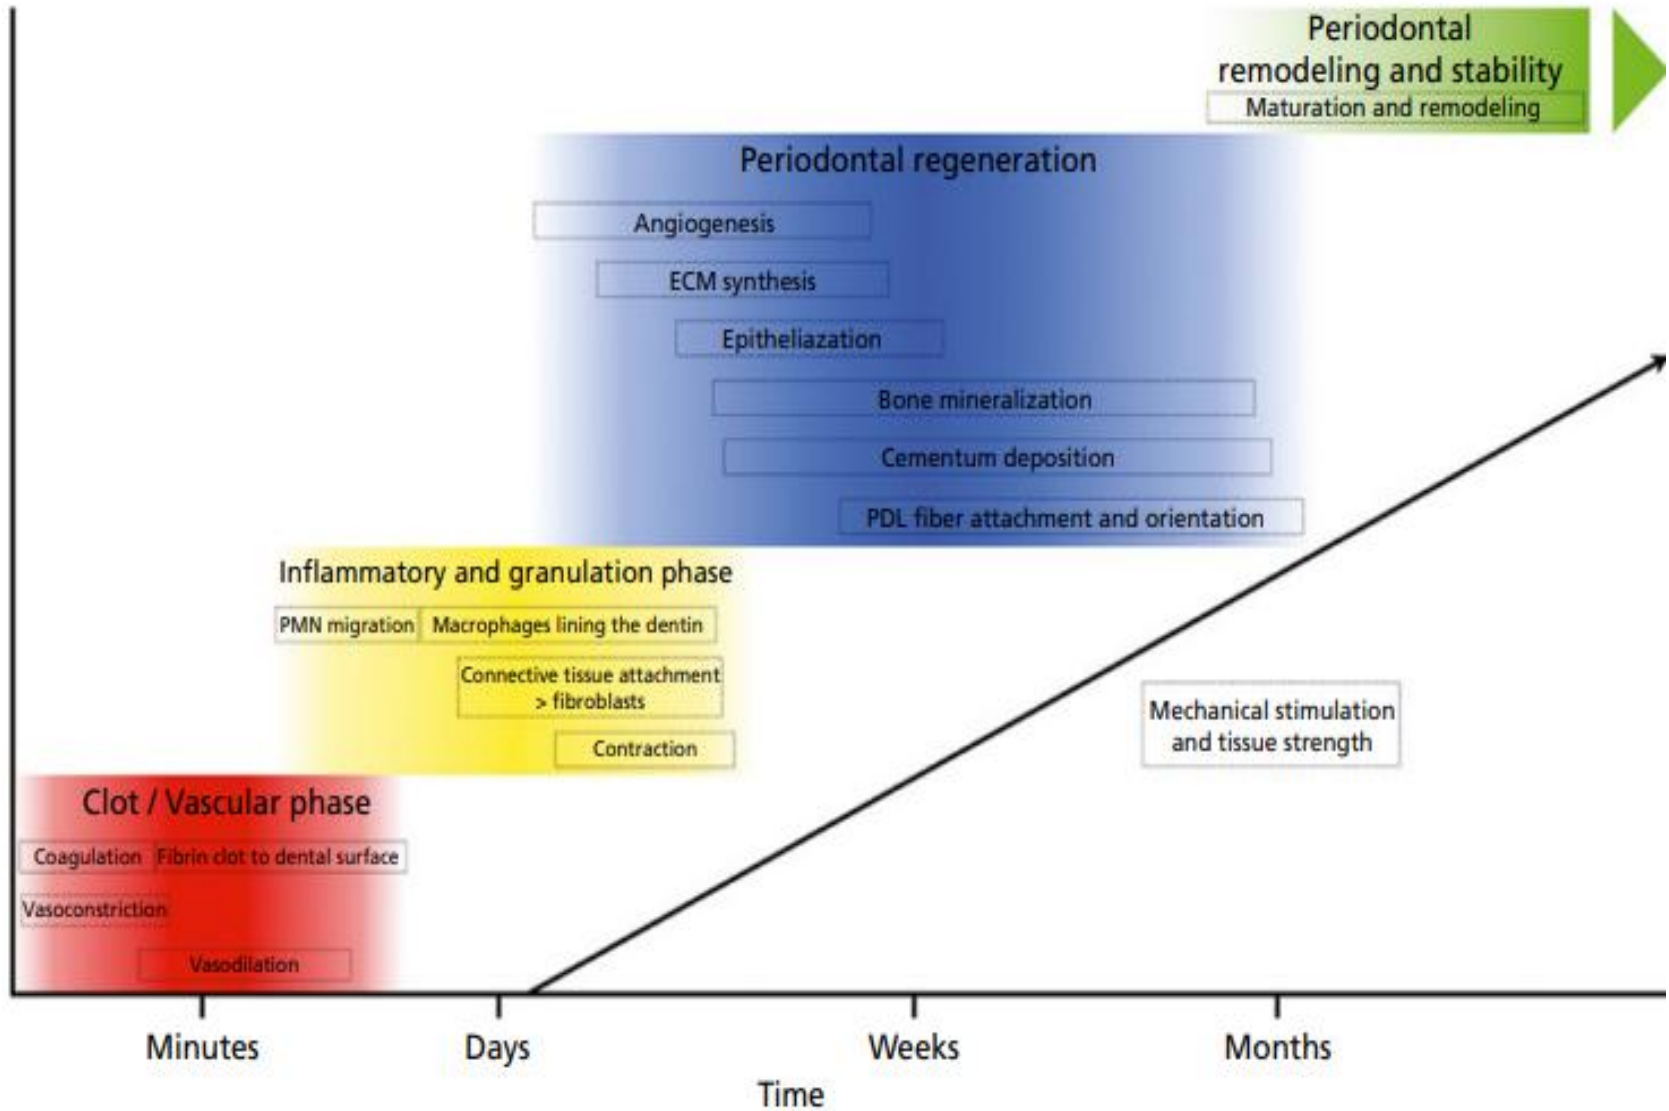 Periodontal
remodeling and stability
Maturation and remodeling
Periodontal regeneration
Angiogenesis
ECM synthesis
Epitheliazation
Bone mineralization
Cementum deposition
PDL fiber attachment and orientation
Inflammatory and granulation phase
PMN migration
Macrophages lining the dentin
Connective tissue attachment
> fibroblasts
Contraction
Mechanical stimulation
and tissue strength
Clot / Vascular phase
Coagulation
Fibrin clot to dental surface
Vasoconstriction
Vasodilation
Minutes
Days
Weeks
Months
Time